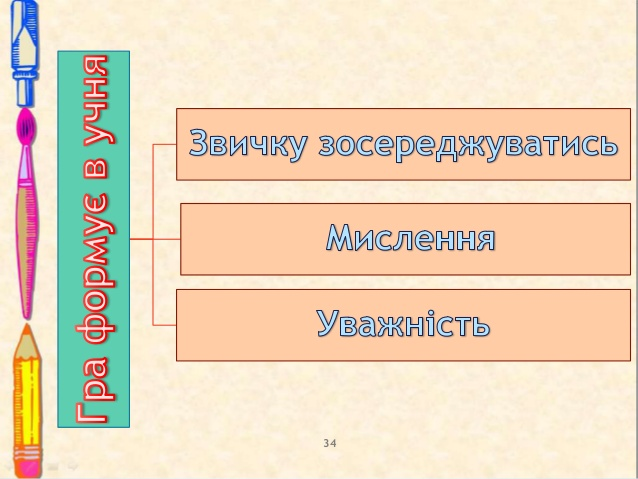 Гра формує в учня
Звичку зосереджуватись
Мислення
Уважність
34